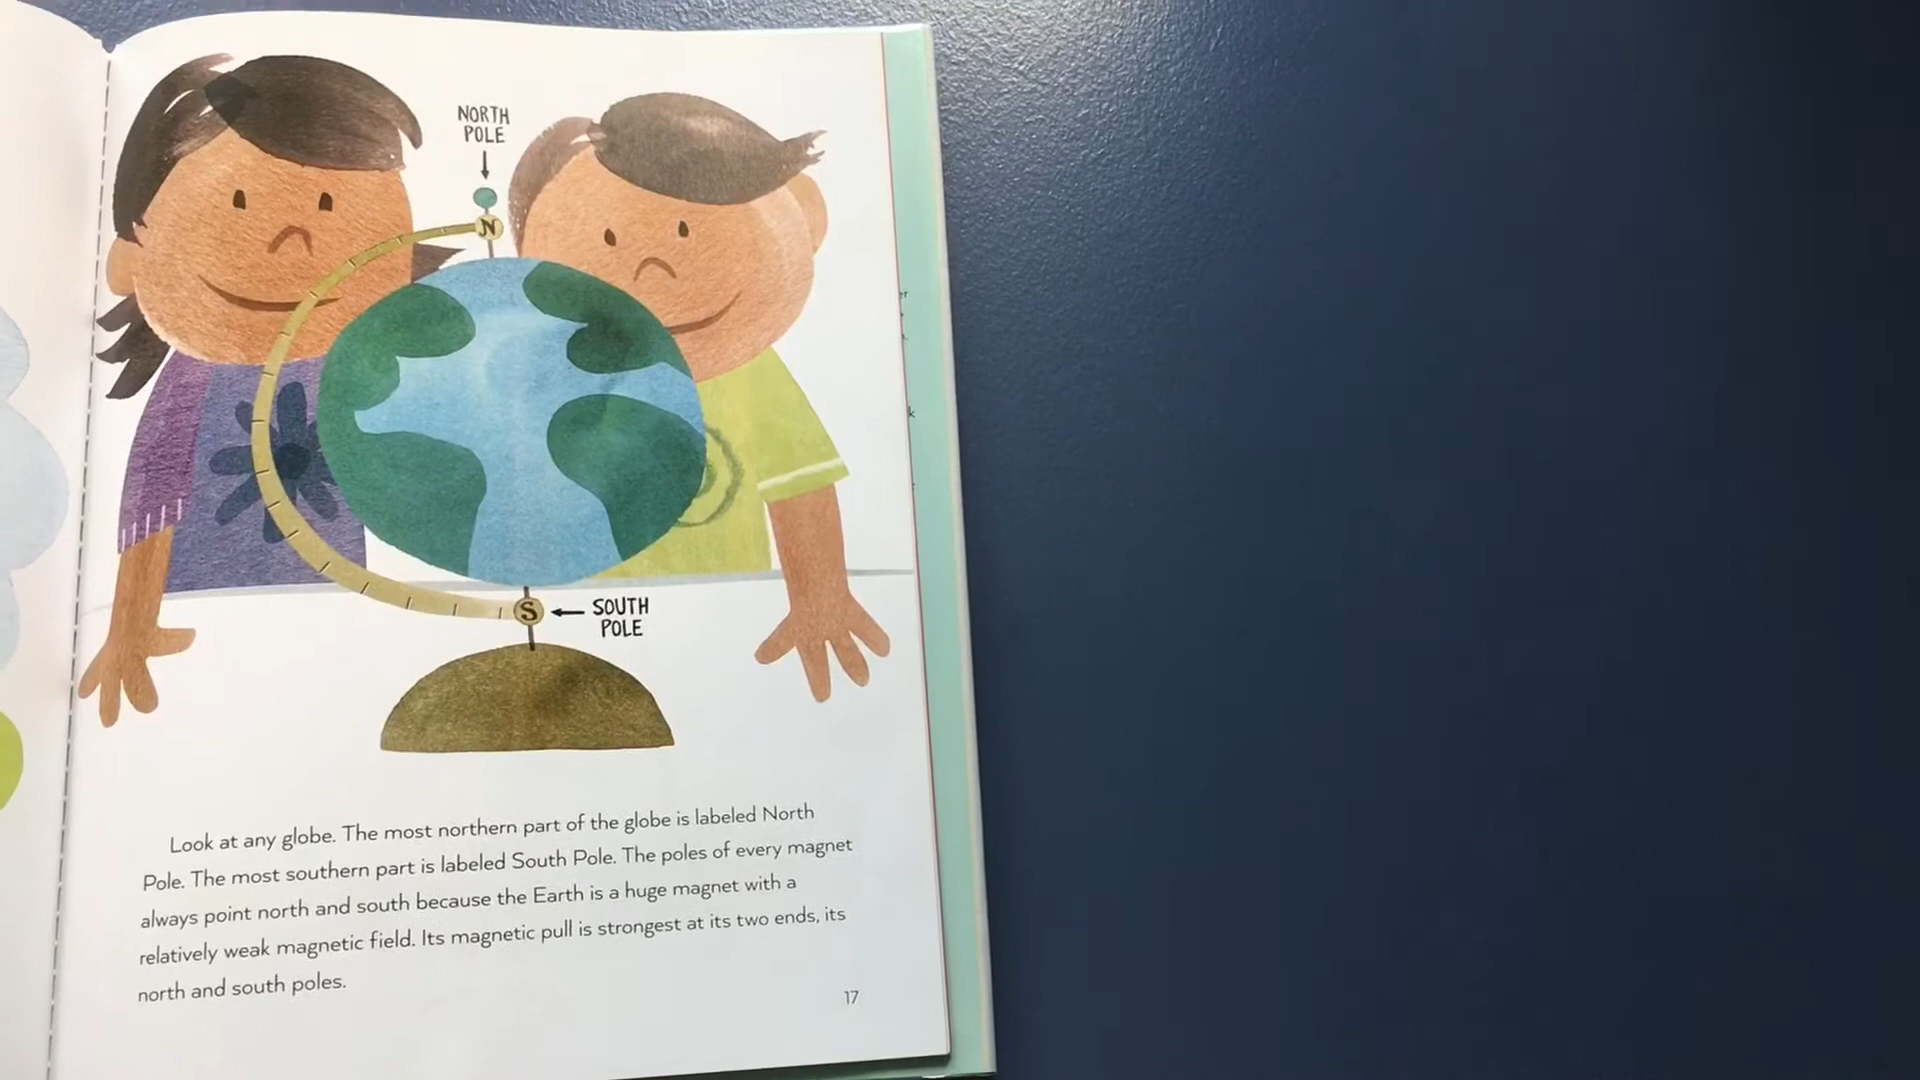 NORTH
POLE
N
S
SOUTH
POLE
Look at any globe. The most northern part of the globe is labeled North
Pole. The most southern part is labeled South Pole. The poles of every magnet
always point north and south because the Earth is a huge magnet with a
relatively weak magnetic field. Its magnetic pull is strongest at its two ends, its
north and south poles.
17